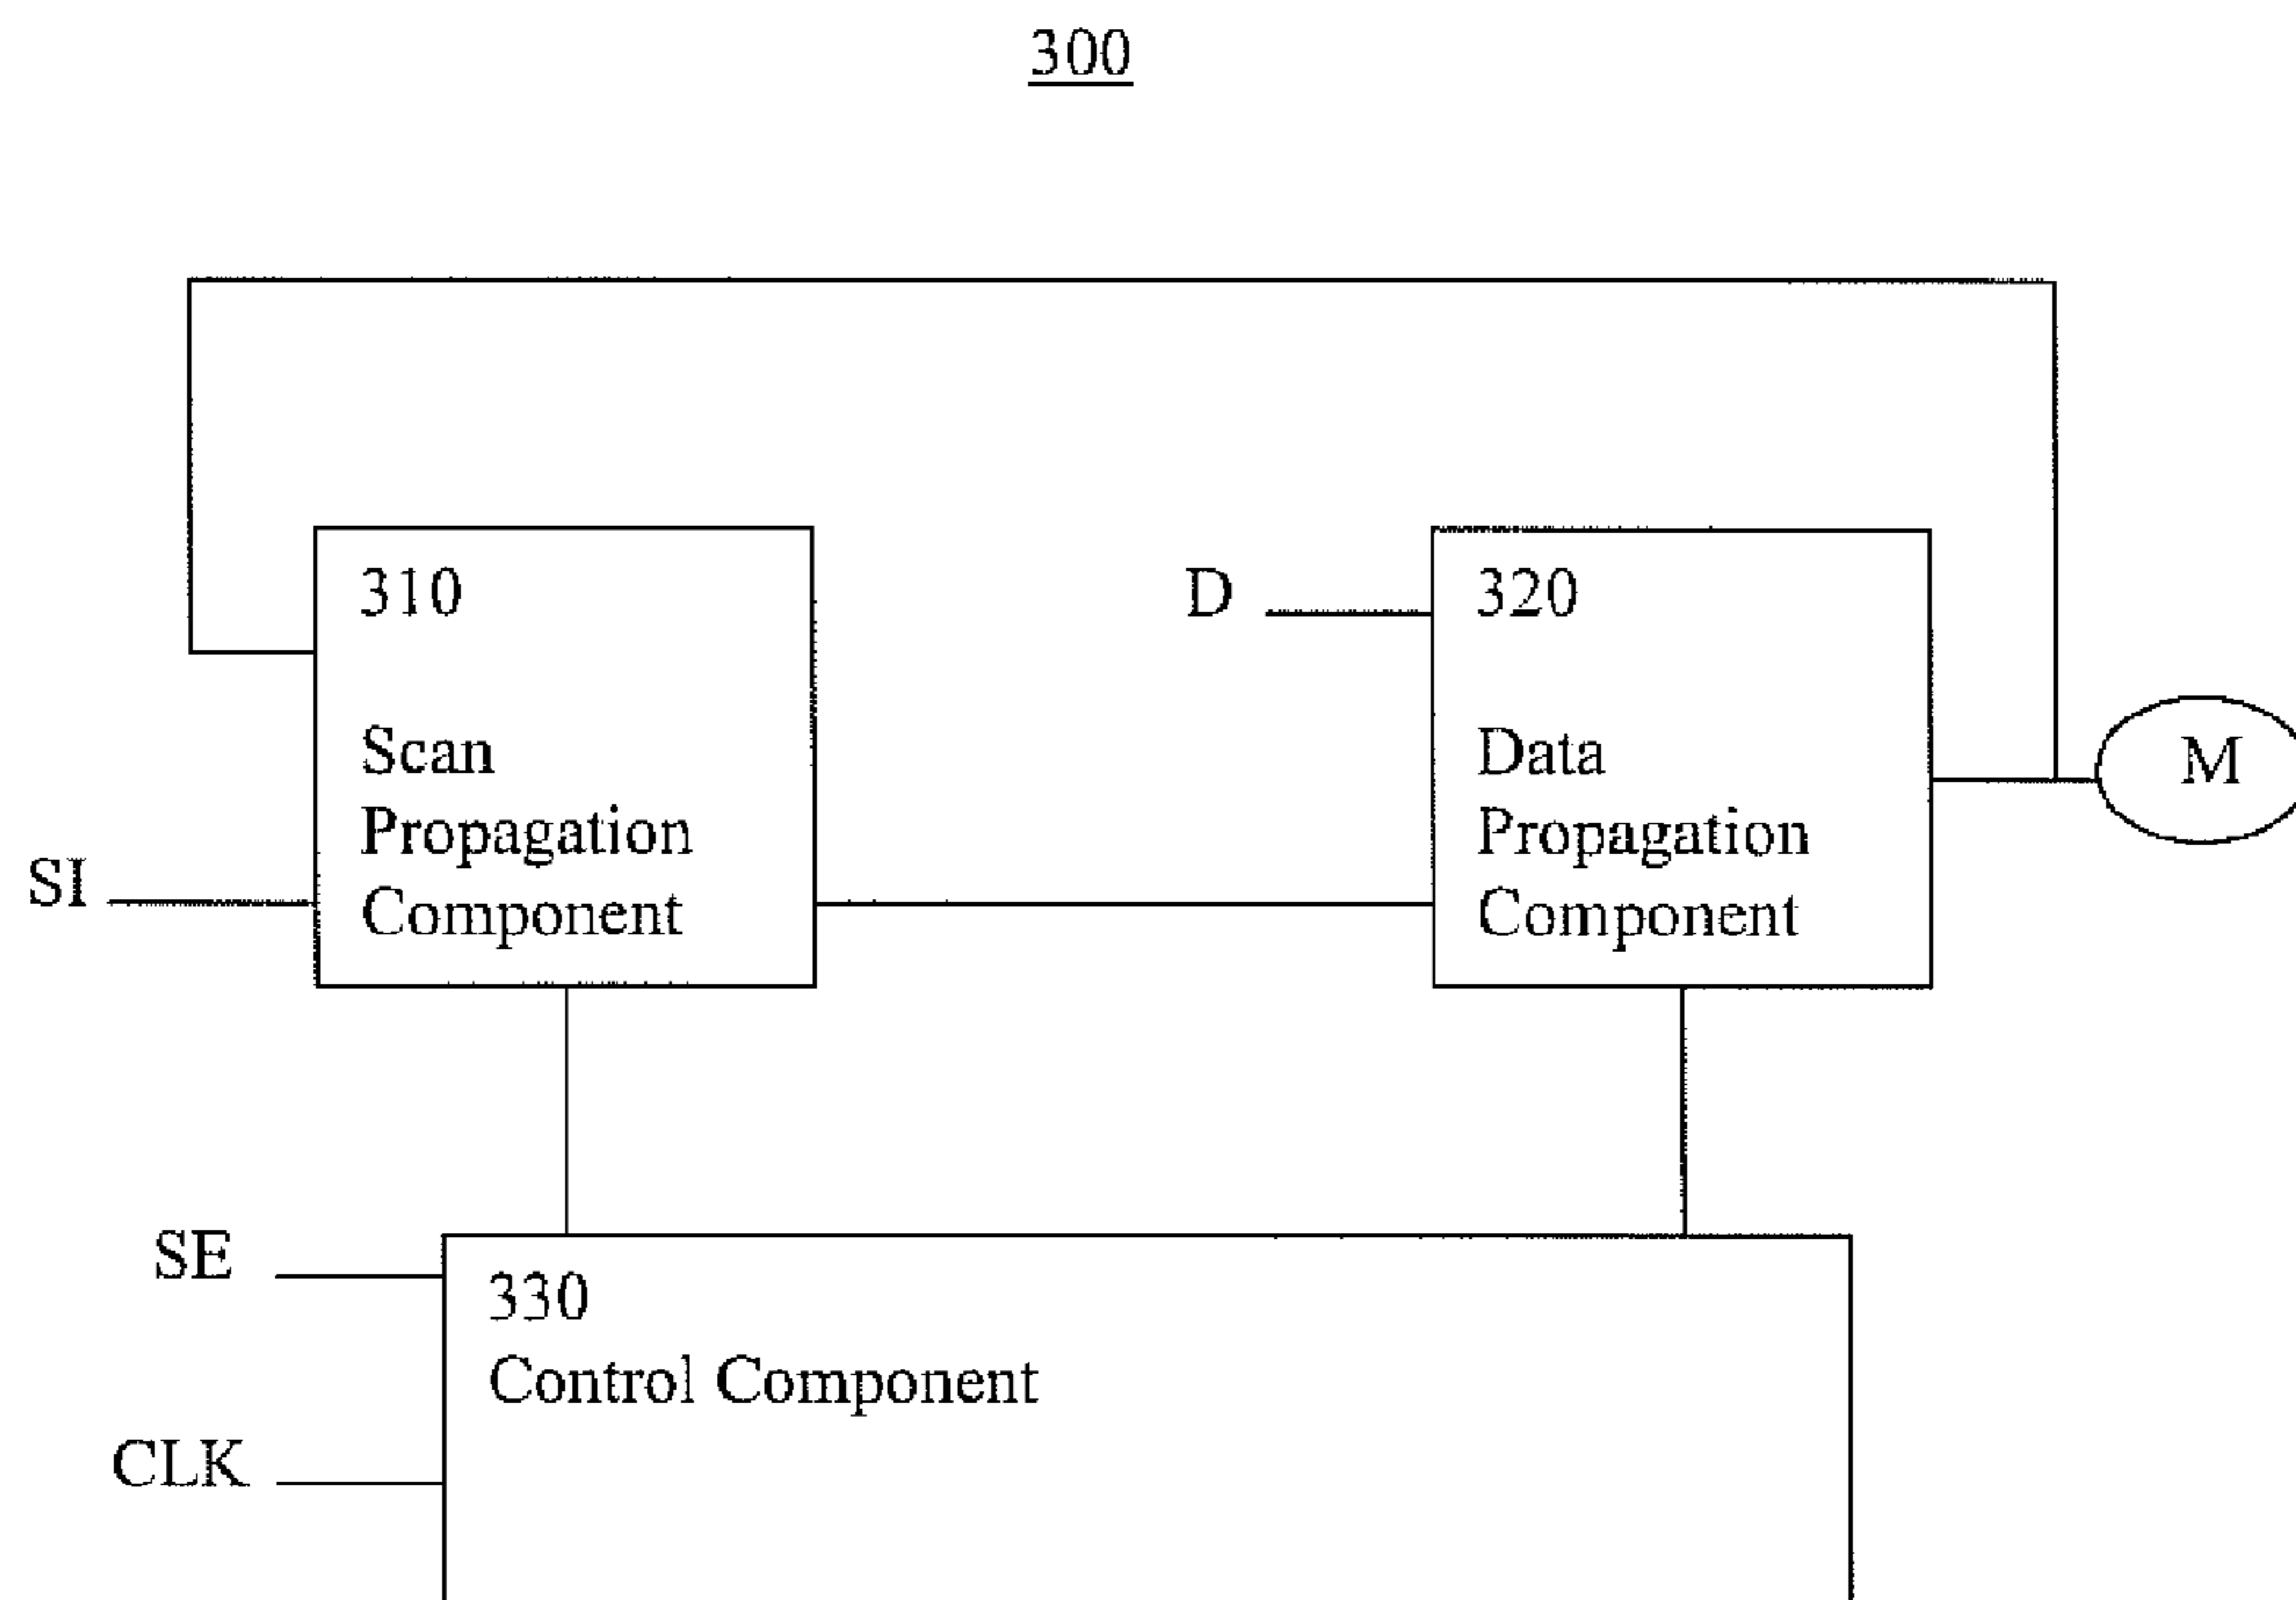 300
310
Scan
Propagation
Component
D
320
Data
Propagation
Component
M
SI
SE
330
Control Component
CLK